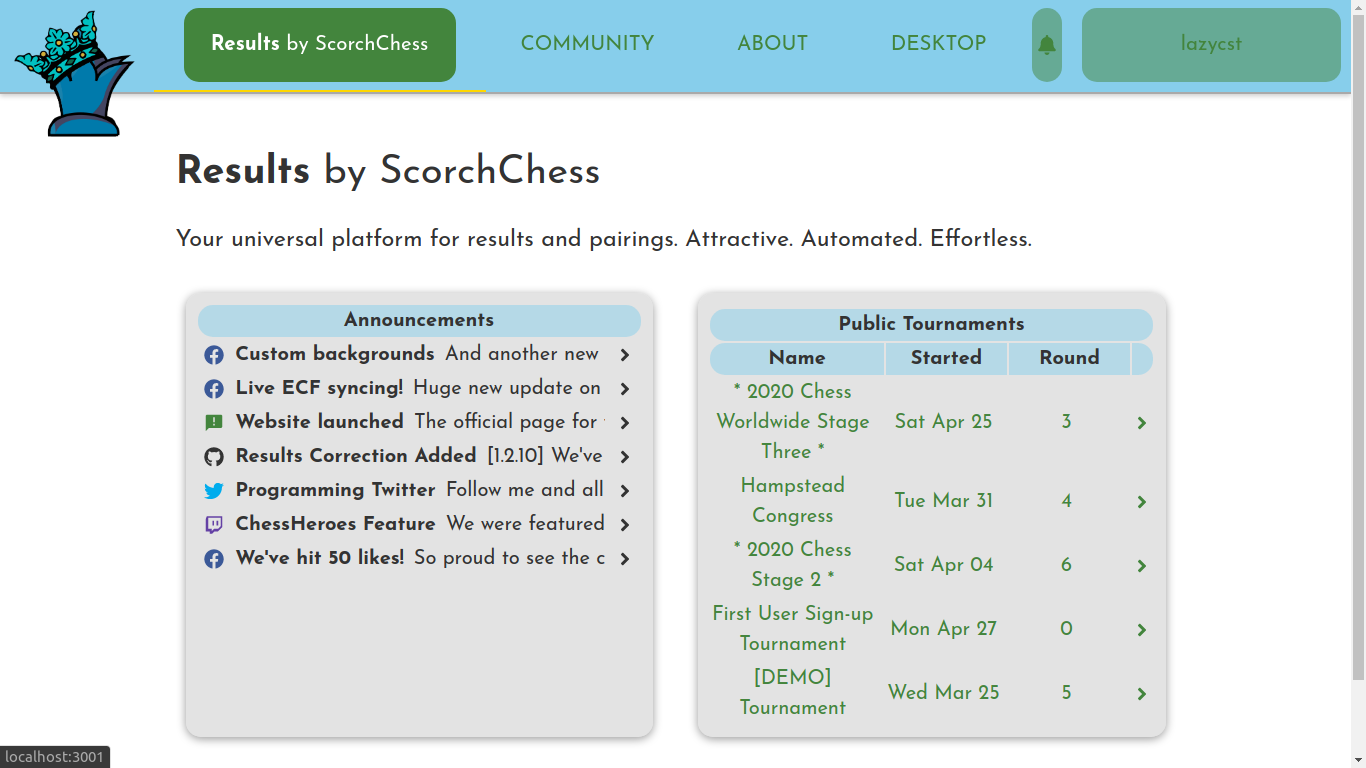 Results by ScorchChess
COMMUNITY
ABOUT
DESKTOP
lazycst
Results by ScorchChess
Your universal platform for results and pairings. Attractive. Automated. Effortless.
Announcements
Custom backgrounds And another new
Live ECF syncing! Huge new update on
Website launched The official page for
Results Correction Added [1.2.10] We've
Programming Twitter Follow me and all
ChessHeroes Feature We were featured
We've hit 50 likes! So proud to see the c
Public Tournaments
Name Started Round
* 2020 Chess
Worldwide Stage
Three *
Sat Apr 25 3
Hampstead
Congress
Tue Mar 31 4
* 2020 Chess
Stage 2 *
Sat Apr 04 6
First User Sign-up
Tournament
Mon Apr 27 0
[DEMO]
Tournament
Wed Mar 25 5
localhost:3001